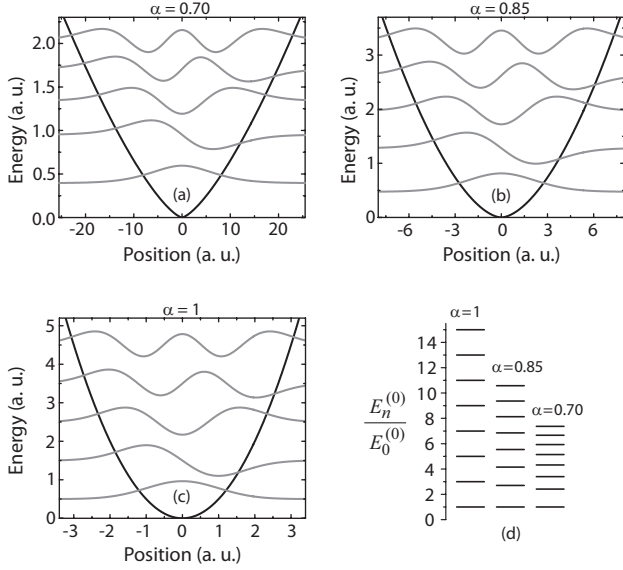 α = 0.70
Energy (a. u.)
2.0
1.5
1.0
0.5
0.0
(a)
-20 -10 0 10 20
Position (a. u.)
α = 0.85
Energy (a. u.)
3
2
1
0
(b)
-6 -3 0 3 6
Position (a. u.)
α = 1
Energy (a. u.)
5
4
3
2
1
0
(c)
-3 -2 -1 0 1 2 3
Position (a. u.)
α=1
α=0.85
α=0.70
14
12
10
8
6
4
2
0
E_n^(0)
E_0^(0)
(d)